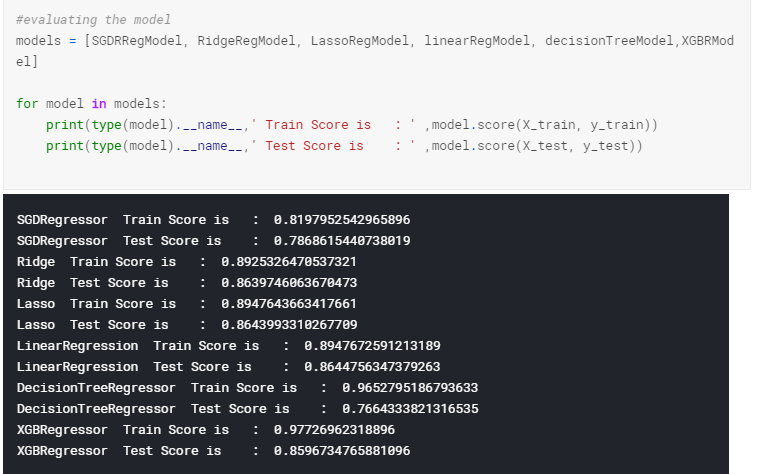 #evaluating the model
models = [SGDRRegModel, RidgeRegModel, LassoRegModel, linearRegModel, decisionTreeModel,XGBRMod
el]
for model in models:
    print(type(model).__name__,' Train Score is   : ' ,model.score(X_train, y_train))
    print(type(model).__name__,' Test Score is    : ' ,model.score(X_test, y_test))
SGDRegressor  Train Score is   :  0.8197952542965896
SGDRegressor  Test Score is    :  0.7868615440738019
Ridge  Train Score is   :  0.8925326470537321
Ridge  Test Score is    :  0.8639746063670473
Lasso  Train Score is   :  0.8947643663417661
Lasso  Test Score is    :  0.8643993310267709
LinearRegression  Train Score is   :  0.8947672591213189
LinearRegression  Test Score is    :  0.8644756347379263
DecisionTreeRegressor  Train Score is   :  0.9652795186793633
DecisionTreeRegressor  Test Score is    :  0.7664333821316535
XGBRegressor  Train Score is   :  0.97726962318896
XGBRegressor  Test Score is    :  0.8596734765881096